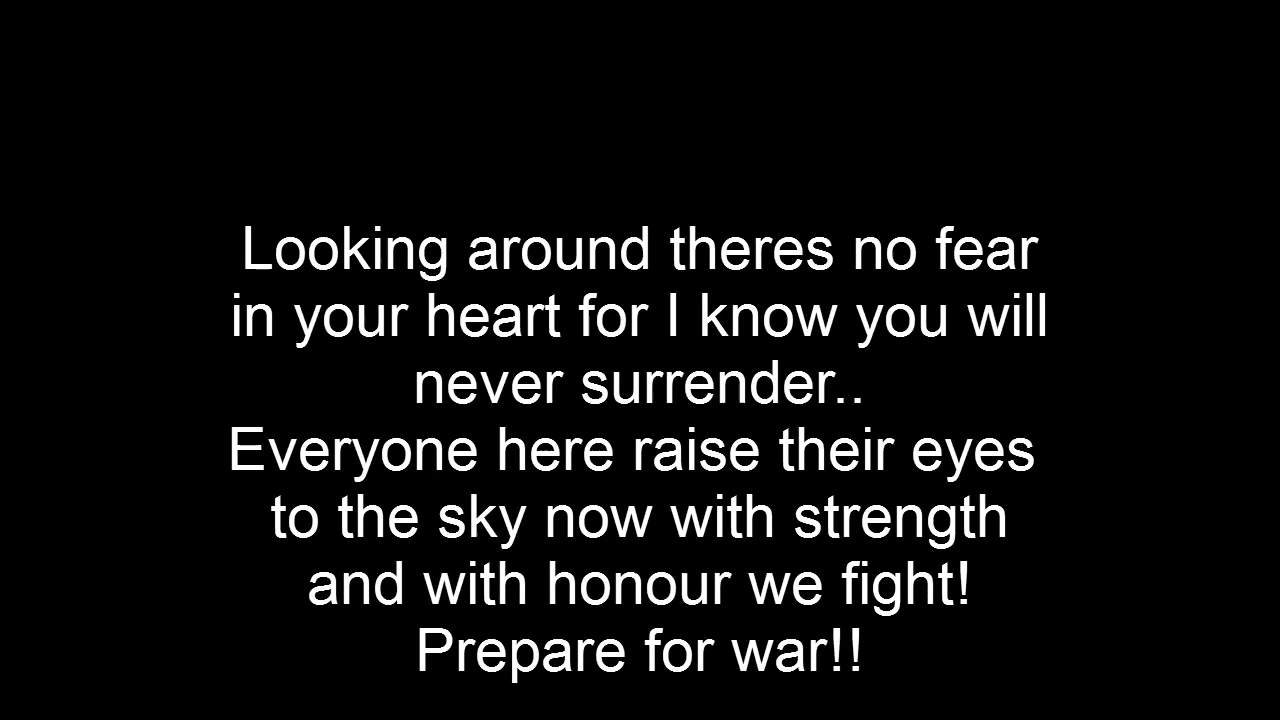 Looking around theres no fear
in your heart for I know you will
never surrender..
Everyone here raise their eyes
to the sky now with strength
and with honour we fight!
Prepare for war!!